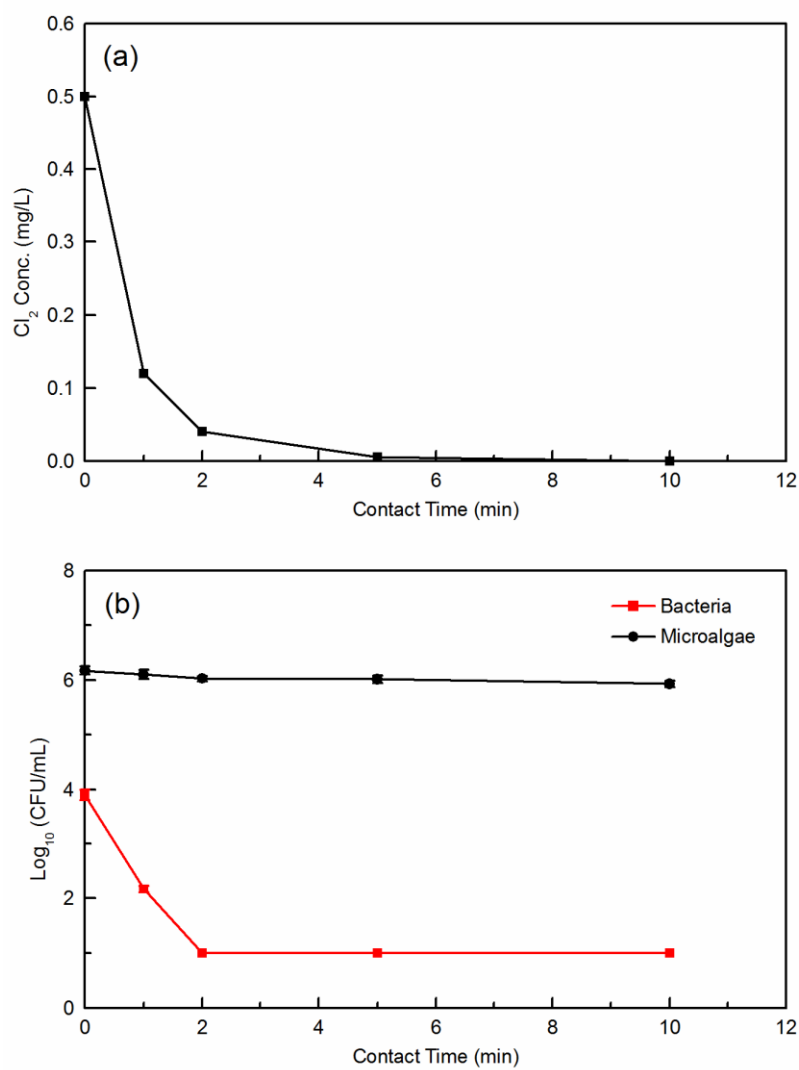 (a)
0.6
0.5
0.4
0.3
0.2
0.1
0.0
Cl₂ Conc. (mg/L)
0 2 4 6 8 10 12
Contact Time (min)
(b)
Bacteria
Microalgae
8
6
4
2
0
Log₁₀ (CFU/mL)
0 2 4 6 8 10 12
Contact Time (min)